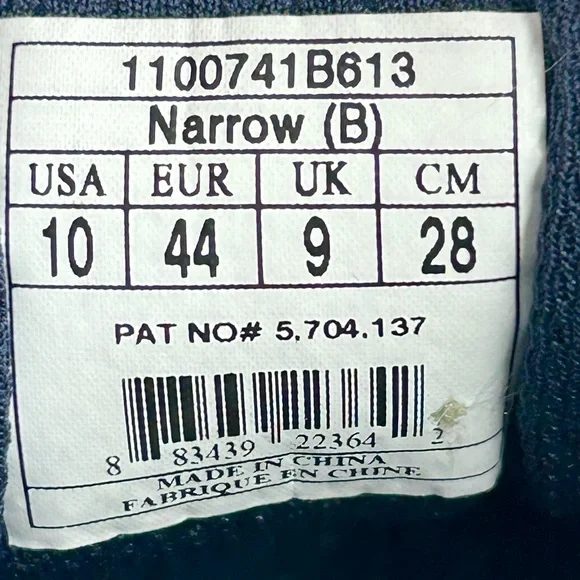 1100741B613
Narrow (B)
USA EUR UK CM
10 44 9 28
PAT NO# 5,704,137
8 83439 22364 2
MADE IN CHINA
FABRIQUE EN CHINE